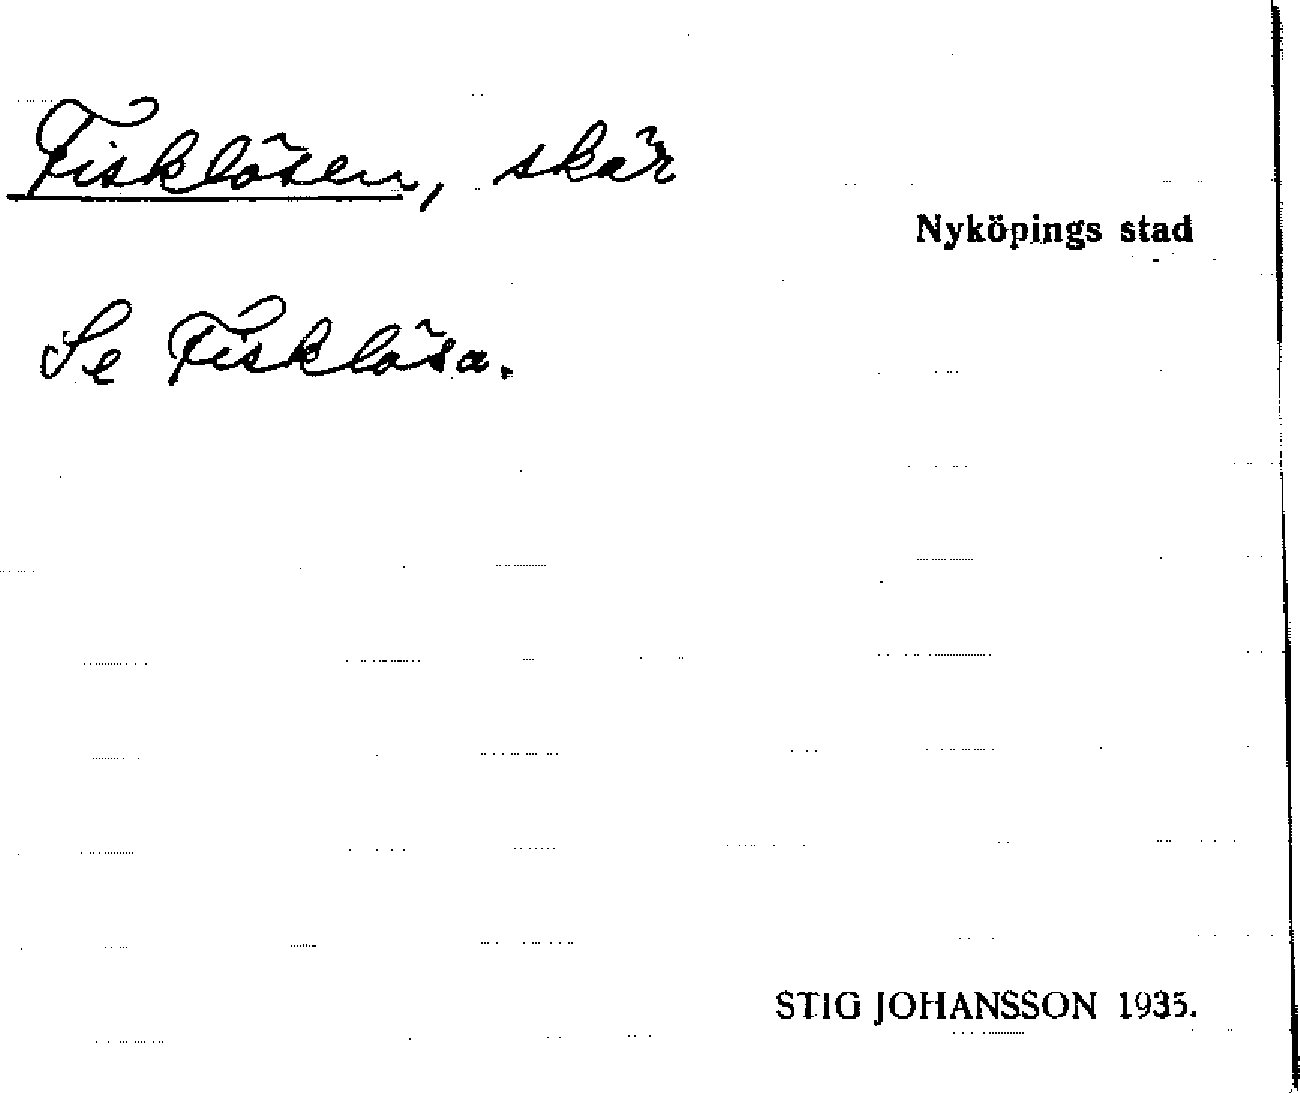 Fisklösen, skär
Nyköpings stad
Se Fisklösa.
STIG JOHANSSON 1935.